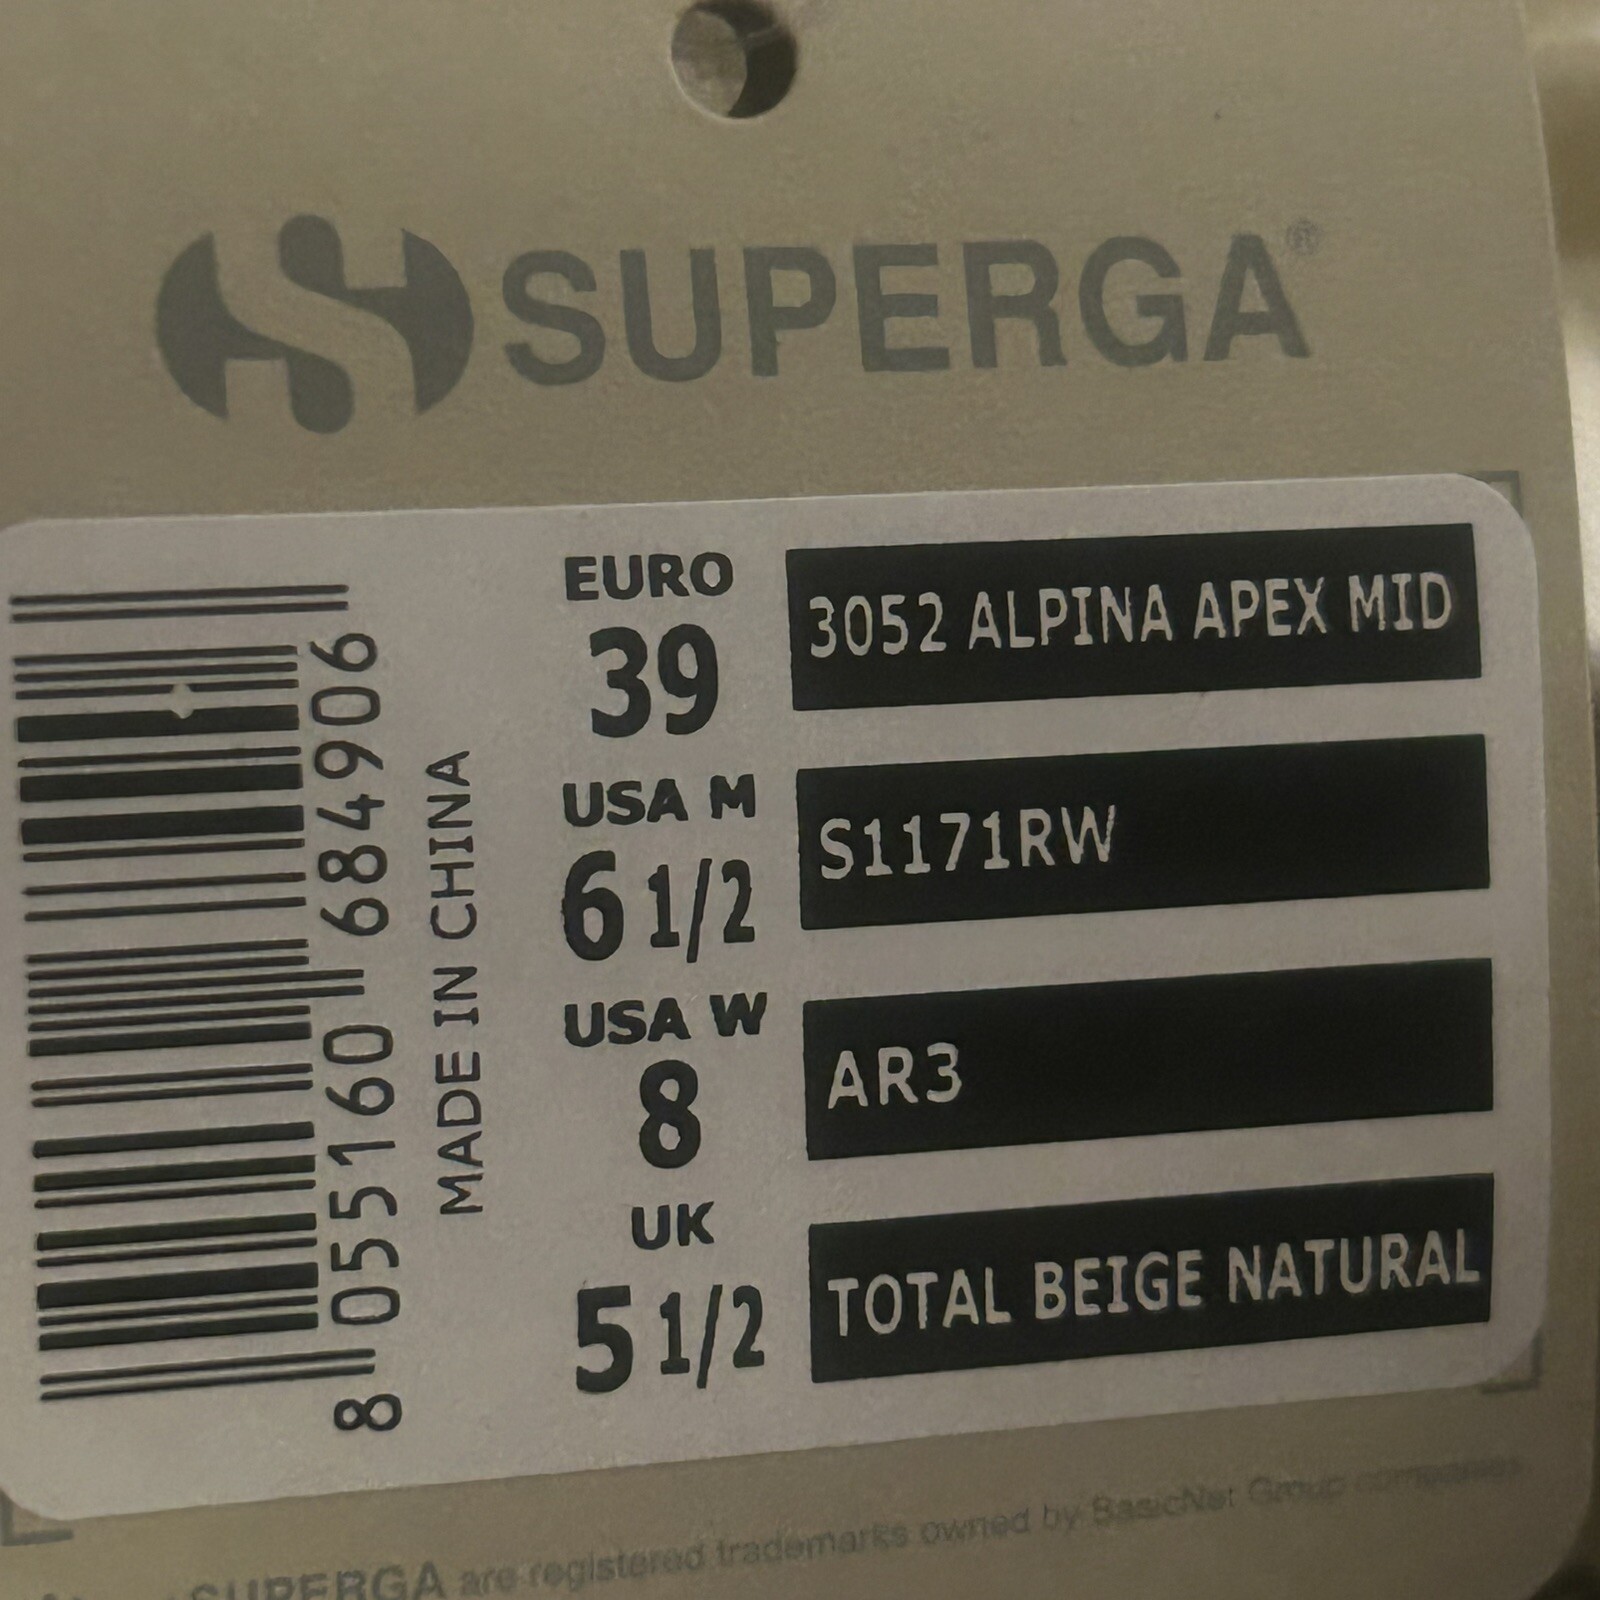 SUPERGA®
EURO
39
USA M
6 1/2
USA W
8
UK
5 1/2
3052 ALPINA APEX MID
S1171RW
AR3
TOTAL BEIGE NATURAL
MADE IN CHINA
8 055160 684906
SUPERGA are registered trademarks owned by BasicNet Group companies